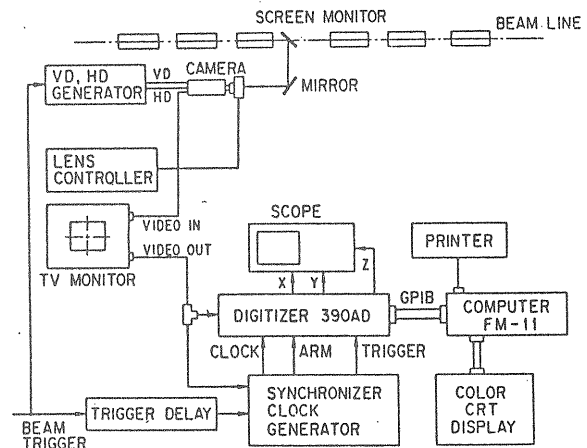 SCREEN MONITOR
BEAM LINE
VD, HD
GENERATOR
VD
HD
CAMERA
MIRROR
LENS
CONTROLLER
VIDEO IN
VIDEO OUT
TV MONITOR
SCOPE
X
Y
Z
PRINTER
GPIB
DIGITIZER 390AD
COMPUTER
FM-11
CLOCK
ARM
TRIGGER
SYNCHRONIZER
CLOCK
GENERATOR
COLOR
CRT
DISPLAY
TRIGGER DELAY
BEAM
TRIGGER